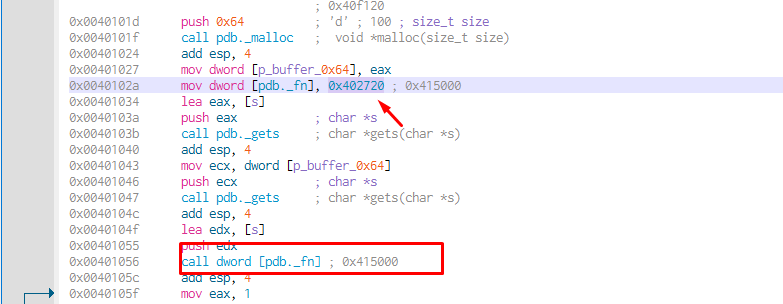 ; 0x40f120
0x0040101d push 0x64 ; 'd' ; 100 ; size_t size
0x0040101f call pdb._malloc ; void *malloc(size_t size)
0x00401024 add esp, 4
0x00401027 mov dword [p_buffer_0x64], eax
0x0040102a mov dword [pdb._fn], 0x402720 ; 0x415000
0x00401034 lea eax, [s]
0x0040103a push eax ; char *s
0x0040103b call pdb._gets ; char *gets(char *s)
0x00401040 add esp, 4
0x00401043 mov ecx, dword [p_buffer_0x64]
0x00401046 push ecx ; char *s
0x00401047 call pdb._gets ; char *gets(char *s)
0x0040104c add esp, 4
0x0040104f lea edx, [s]
0x00401055 push edx
0x00401056 call dword [pdb._fn] ; 0x415000
0x0040105c add esp, 4
0x0040105f mov eax, 1